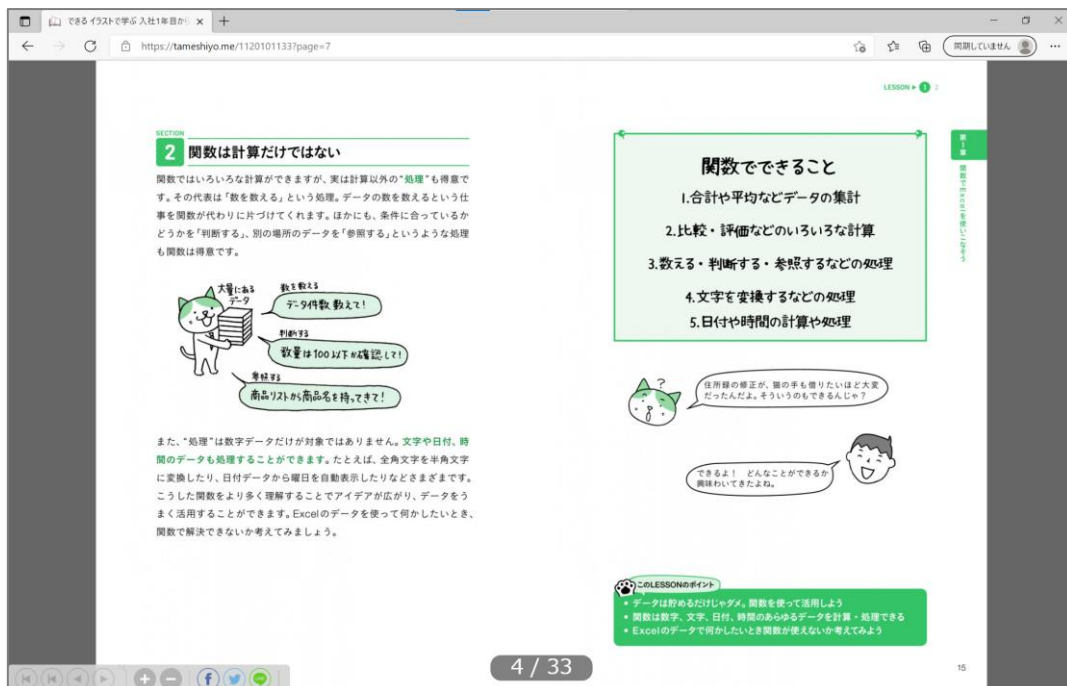 できる イラストで学ぶ 入社1年目から
https://tameshiyo.me/1120101133?page=7
同期していません
SECTION
2 関数は計算だけではない
関数ではいろいろな計算ができますが、実は計算以外の“処理”も得意で
す。その代表は「数を数える」という処理。データの数を数えるという仕
事を関数が代わりに片づけてくれます。ほかにも、条件に合っているか
どうかを「判断する」、別の場所のデータを「参照する」というような処理
も関数は得意です。
大量にある
データ
数を数える
データ件数 数えて!
判断する
数量は100以下か確認して!
参照する
商品リストから商品名を持ってきて!
また、“処理”は数字データだけが対象ではありません。文字や日付、時
間のデータも処理することができます。たとえば、全角文字を半角文字
に変換したり、日付データから曜日を自動表示したりなどさまざまです。
こうした関数をより多く理解することでアイデアが広がり、データをう
まく活用することができます。Excelのデータを使って何かしたいとき、
関数で解決できないか考えてみましょう。
LESSON ▶ 1 2
第1章
関数でExcelを使いこなそう
関数でできること
1.合計や平均などデータの集計
2.比較・評価などのいろいろな計算
3.数える・判断する・参照するなどの処理
4.文字を変換するなどの処理
5.日付や時間の計算や処理
?
住所録の修正が、猫の手も借りたいほど大変
だったんだよ。そういうのもできるんじゃ?
できるよ! どんなことができるか
興味わいてきたよね。
このLESSONのポイント
• データは貯めるだけじゃダメ。関数を使って活用しよう
• 関数は数字、文字、日付、時間のあらゆるデータを計算・処理できる
• Excelのデータで何かしたいとき関数が使えないか考えてみよう
4 / 33
15